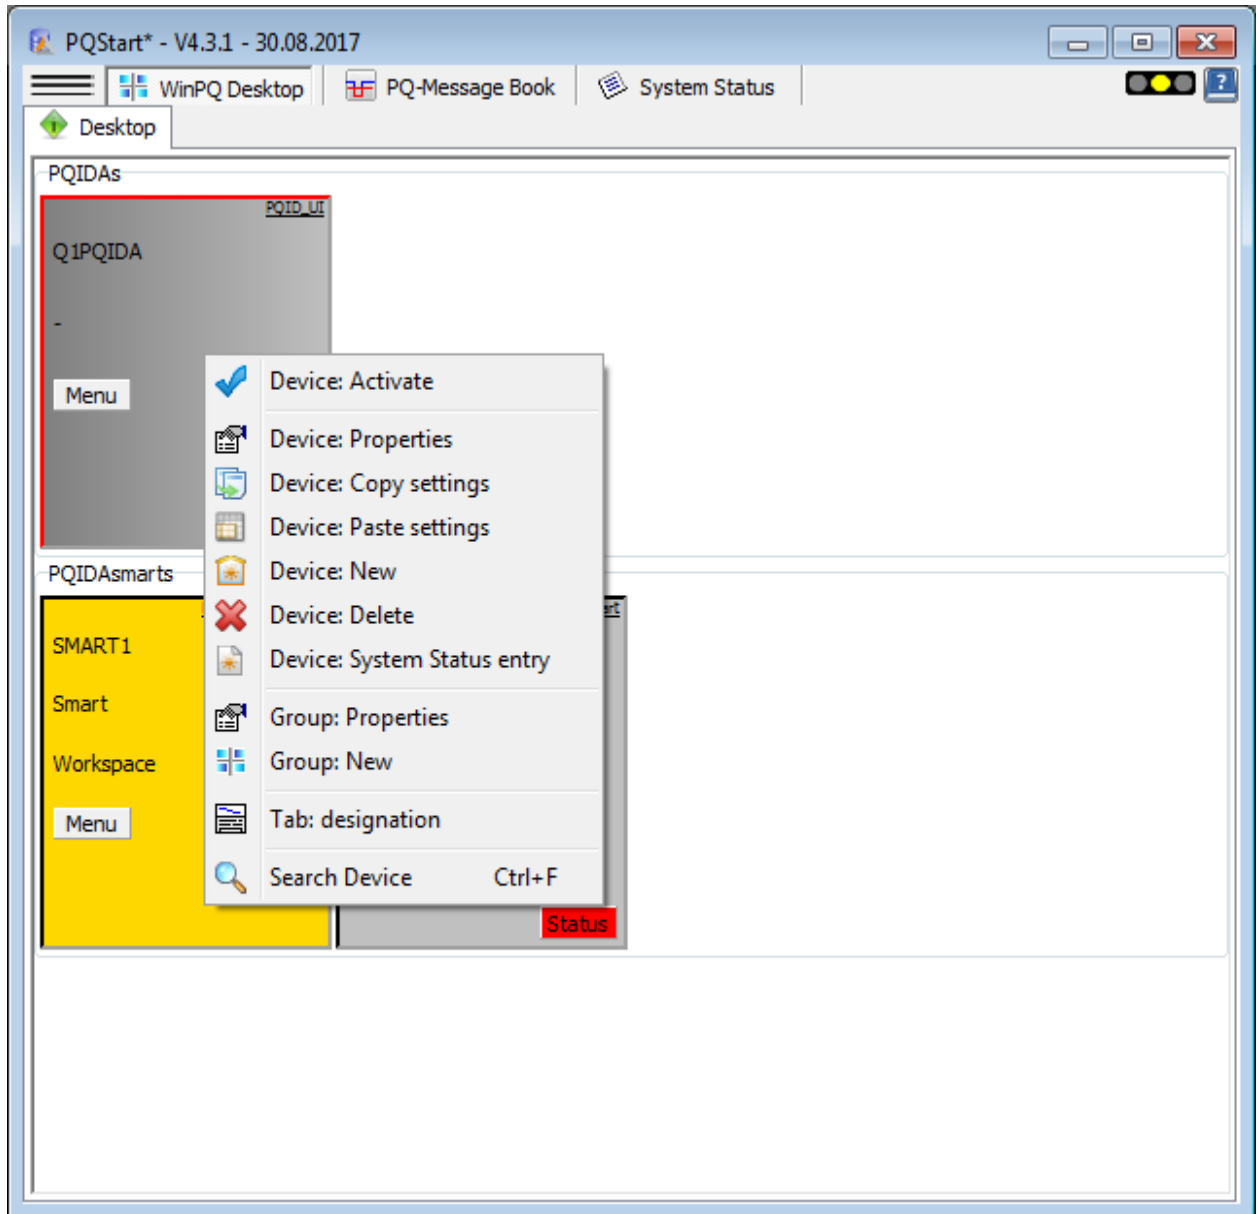 PQStart* - V4.3.1 - 30.08.2017
WinPQ Desktop
PQ-Message Book
System Status
?
Desktop
PQIDAs
PQID_UI
Q1PQIDA
-
Menu
Device: Activate
Device: Properties
Device: Copy settings
Device: Paste settings
Device: New
Device: Delete
Device: System Status entry
Group: Properties
Group: New
Tab: designation
Search Device Ctrl+F
PQIDAsmarts
SMART1
Smart
Workspace
Menu
Status